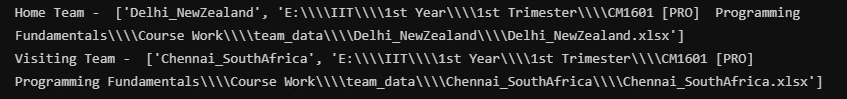 Home Team -  ['Delhi_NewZealand', 'E:\\\\IIT\\\\1st Year\\\\1st Trimester\\\\CM1601 [PRO]  Programming
Fundamentals\\\\Course Work\\\\team_data\\\\Delhi_NewZealand\\\\Delhi_NewZealand.xlsx']
Visiting Team -  ['Chennai_SouthAfrica', 'E:\\\\IIT\\\\1st Year\\\\1st Trimester\\\\CM1601 [PRO]
Programming Fundamentals\\\\Course Work\\\\team_data\\\\Chennai_SouthAfrica\\\\Chennai_SouthAfrica.xlsx']